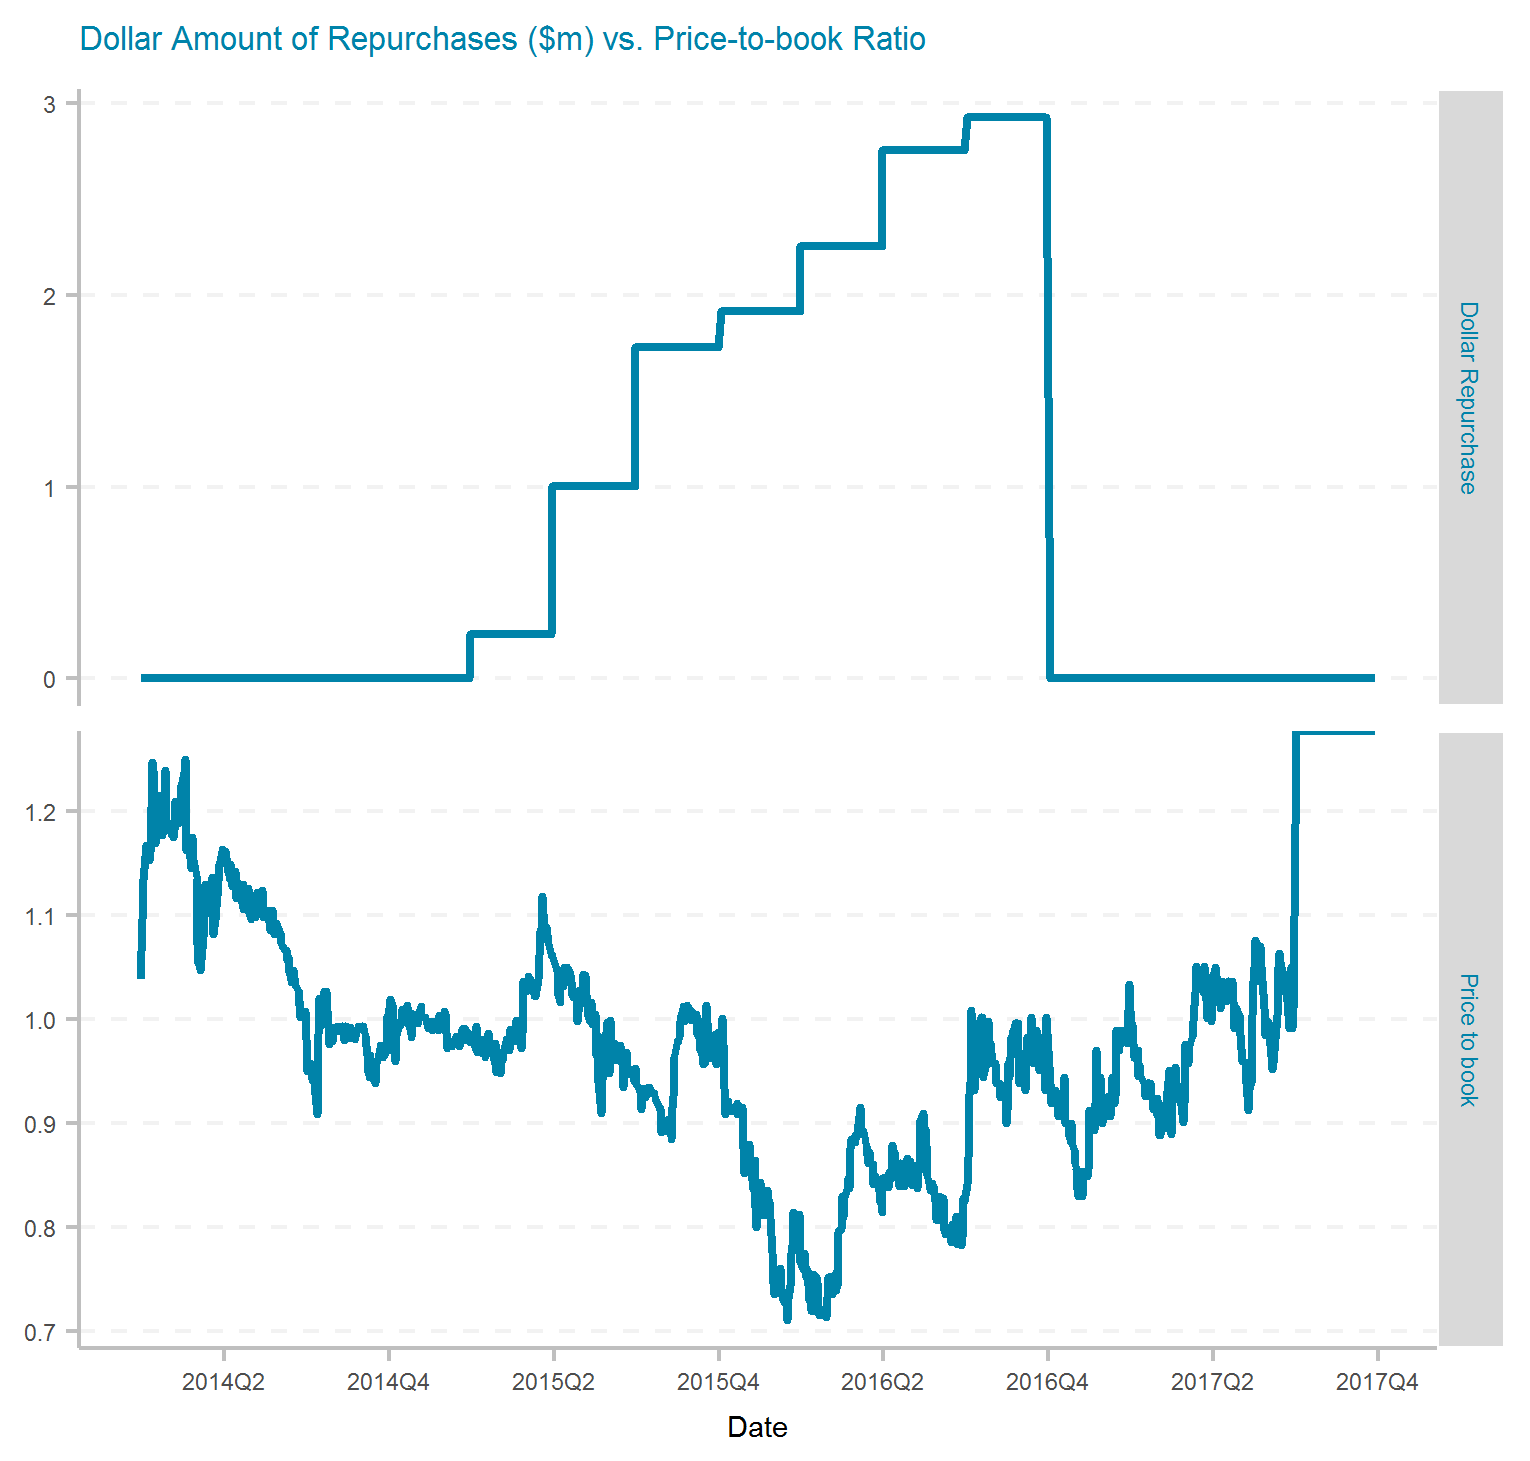 Dollar Amount of Repurchases ($m) vs. Price-to-book Ratio
3
2
1
0
Dollar Repurchase
1.2
1.1
1.0
0.9
0.8
0.7
Price to book
2014Q2 2014Q4 2015Q2 2015Q4 2016Q2 2016Q4 2017Q2 2017Q4
Date